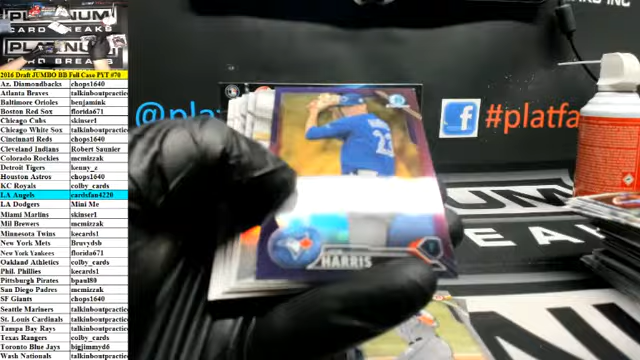 PLATINUM
CARD BREAKS
PLATINUM
CARD BREAKS
2016 Draft JUMBO BB Full Case PYT #70
Az. Diamondbacks chops1640
Atlanta Braves talkinboutpractice
Baltimore Orioles benjamink
Boston Red Sox florida671
Chicago Cubs skinser1
Chicago White Sox talkinboutpractice
Cincinnati Reds chops1640
Cleveland Indians Robert Saunier
Colorado Rockies mcmizzak
Detroit Tigers kenny_z
Houston Astros chops1640
KC Royals colby_cards
LA Angels cardsfan4220
LA Dodgers Mini Me
Miami Marlins skinser1
Mil Brewers mcmizzak
Minnesota Twins kecards1
New York Mets Bruvydsb
New York Yankees florida671
Oakland Athletics colby_cards
Phil. Phillies kecards1
Pittsburgh Pirates bpaul80
San Diego Padres mcmizzak
SF Giants chops1640
Seattle Mariners talkinboutpractice
St. Louis Cardinals talkinboutpractice
Tampa Bay Rays talkinboutpractice
Texas Rangers colby_cards
Toronto Blue Jays bigjimmyd6
Wash Nationals talkinboutpractice
@pla
f
#platfa
23
HARRIS